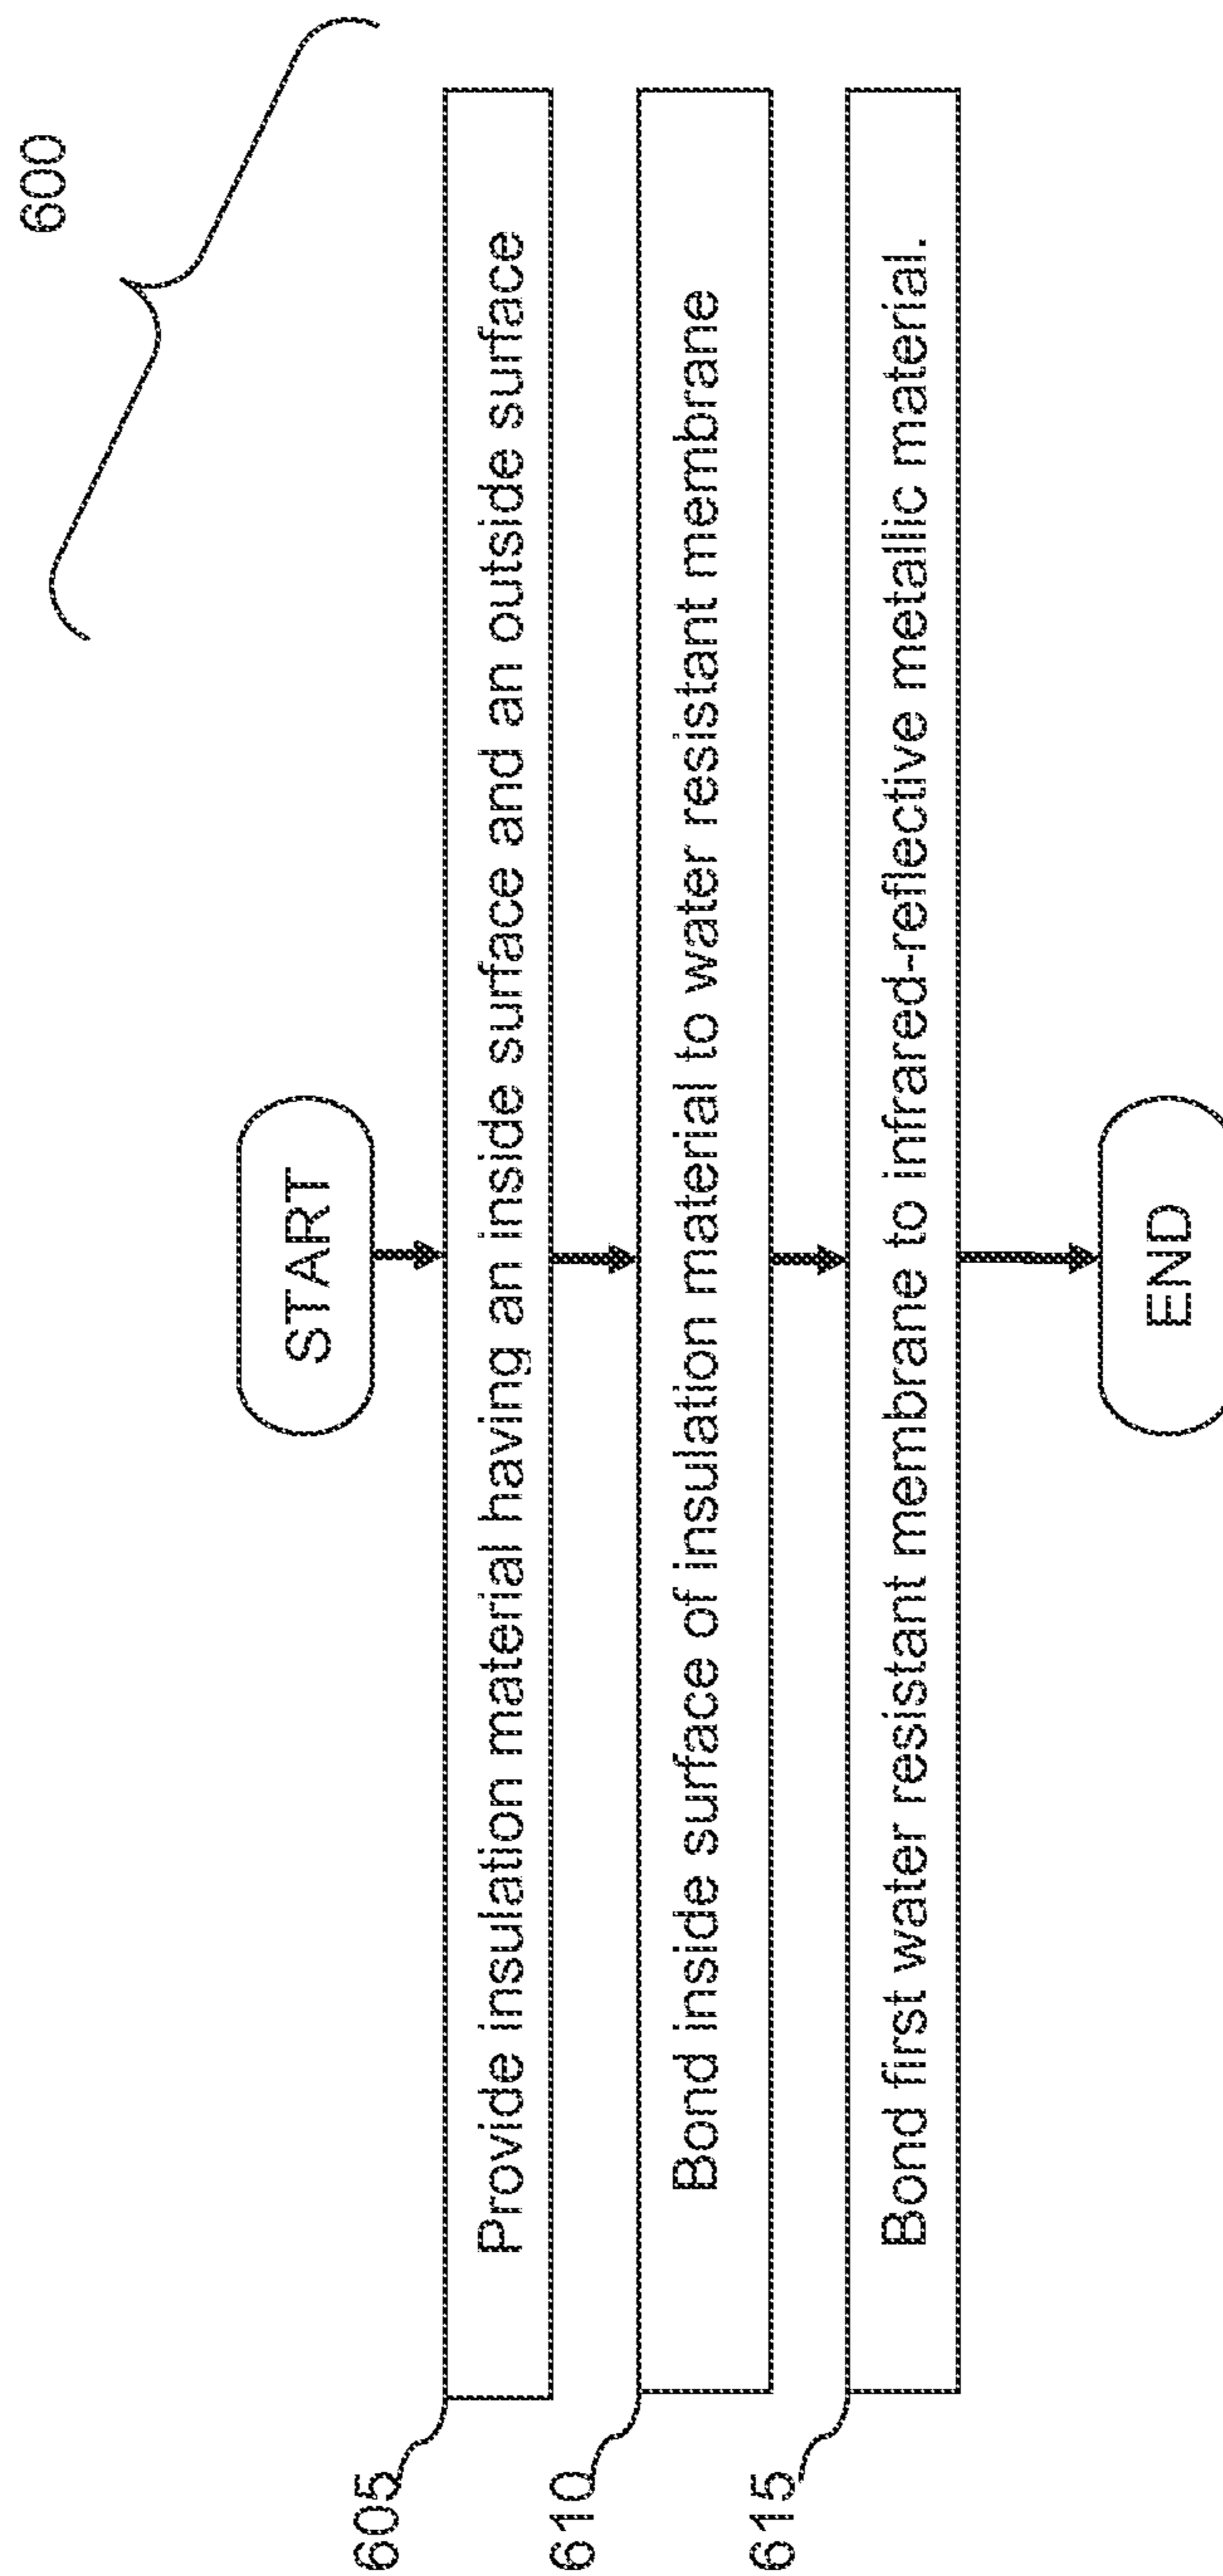 600
START
605
Provide insulation material having an inside surface and an outside surface
610
Bond inside surface of insulation material to water resistant membrane
615
Bond first water resistant membrane to infrared-reflective metallic material.
END